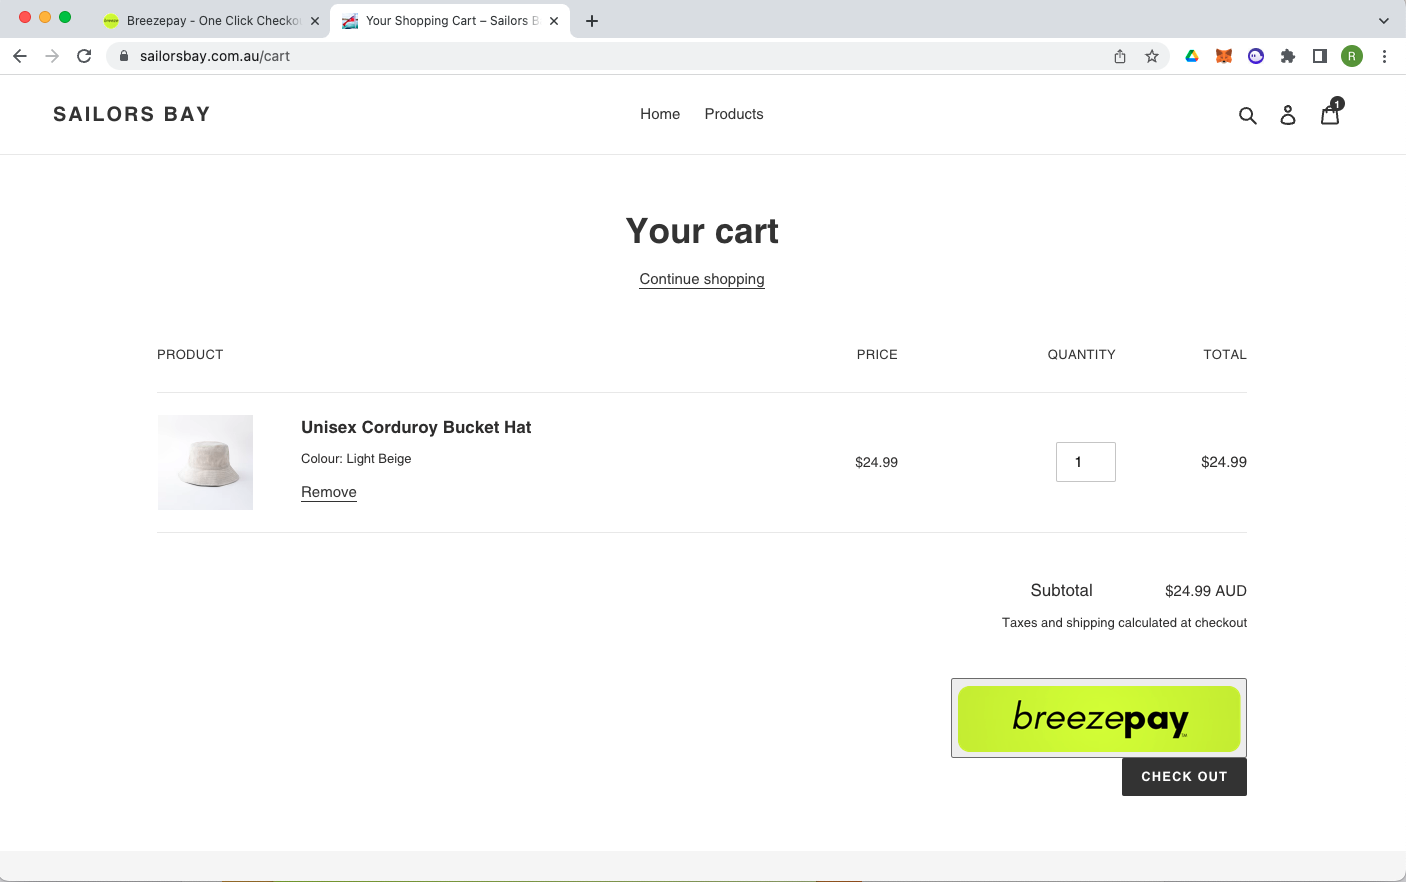 Breezepay - One Click Checko
Your Shopping Cart – Sailors B
sailorsbay.com.au/cart
R
SAILORS BAY
Home
Products
1
Your cart
Continue shopping
PRODUCT
PRICE
QUANTITY
TOTAL
Unisex Corduroy Bucket Hat
Colour: Light Beige
Remove
$24.99
1
$24.99
Subtotal
$24.99 AUD
Taxes and shipping calculated at checkout
breezepay
CHECK OUT